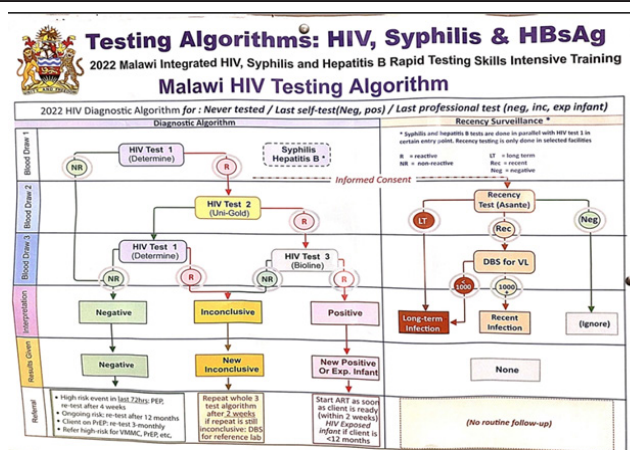 Testing Algorithms: HIV, Syphilis & HBsAg
2022 Malawi Integrated HIV, Syphilis and Hepatitis B Rapid Testing Skills Intensive Training
Malawi HIV Testing Algorithm
2022 HIV Diagnostic Algorithm for : Never tested / Last self-test(Neg, pos) / Last professional test (neg, inc, exp infant)
Diagnostic Algorithm
Recency Surveillance *
Blood Draw 1
HIV Test 1
(Determine)
NR
R
Syphilis
Hepatitis B *
* Syphilis and hepatitis B tests are done in parallel with HIV test 1 in
certain entry point. Recency testing is only done in selected facilities
R = reactive
NR = non-reactive
LT = long term
Rec = recent
Neg = negative
Informed Consent
Blood Draw 2
HIV Test 2
(Uni-Gold)
R
Recency
Test (Asante)
LT
Rec
Neg
Blood Draw 3
HIV Test 1
(Determine)
HIV Test 3
(Bioline)
NR
R
NR
R
DBS for VL
1000
1000
Interpretation
Negative
Inconclusive
Positive
Long-term
Infection
Recent
Infection
(Ignore)
Results Given
Negative
New
Inconclusive
New Positive
Or Exp. Infant
None
Referral
• High risk event in last 72hrs: PEP,
re-test after 4 weeks
• Ongoing risk: re-test after 12 months
• Client on PrEP: re-test 3-monthly
• Refer high-risk for VMMC, PrEP, etc.
Repeat whole 3
test algorithm
after 2 weeks
if repeat is still
inconclusive: DBS
for reference lab
Start ART as soon
as client is ready
(within 2 weeks)
HIV Exposed
infant if client is
<12 months
(No routine follow-up)